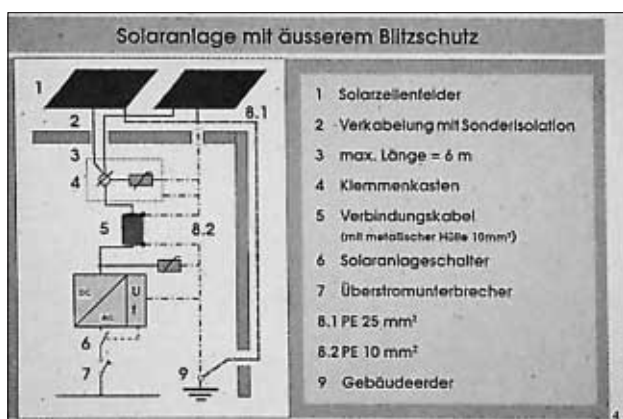 Solaranlage mit äusserem Blitzschutz
1
2
3
4
5
6
7
8.1
8.2
9
DC
AC
U
f
1 Solarzellenfelder
2 Verkabelung mit Sonderisolation
3 max. Länge = 6 m
4 Klemmenkasten
5 Verbindungskabel
(mit metallischer Hülle 10mm²)
6 Solaranlageschalter
7 Überstromunterbrecher
8.1 PE 25 mm²
8.2 PE 10 mm²
9 Gebäudeerder
4